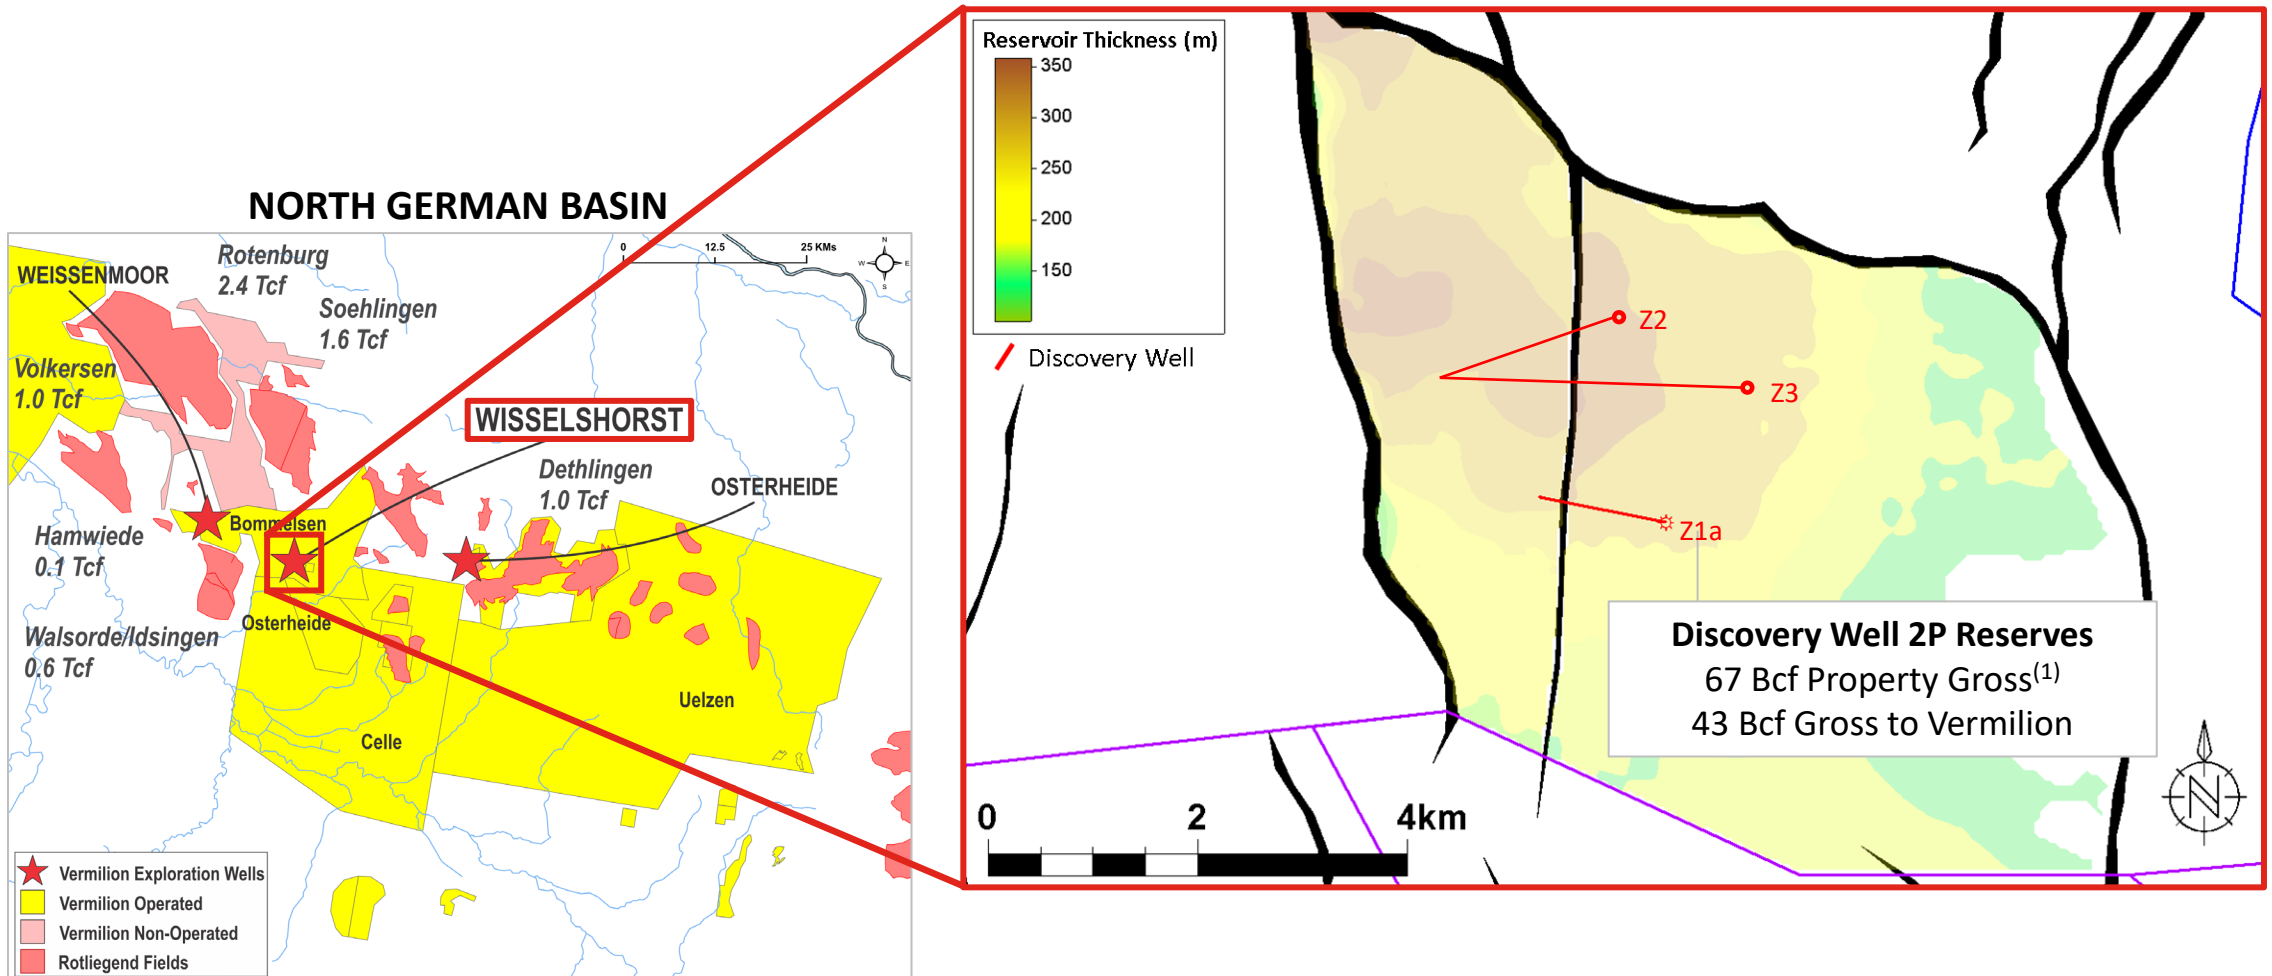 NORTH GERMAN BASIN
WEISSENMOOR
Rotenburg
2.4 Tcf
Soehlingen
1.6 Tcf
Volkersen
1.0 Tcf
0 12.5 25 KMs
N
W E
S
WISSELSHORST
Dethlingen
1.0 Tcf
OSTERHEIDE
Bommelsen
Hamwiede
0.1 Tcf
Osterheide
Walsorde/Idsingen
0.6 Tcf
Uelzen
Celle
Vermilion Exploration Wells
Vermilion Operated
Vermilion Non-Operated
Rotliegend Fields
Reservoir Thickness (m)
350
300
250
200
150
Discovery Well
Z2
Z3
Z1a
Discovery Well 2P Reserves
67 Bcf Property Gross(1)
43 Bcf Gross to Vermilion
0 2 4km
N